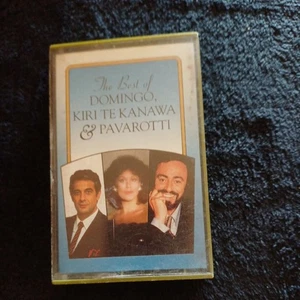 The Best of
DOMINGO,
KIRI TE KANAWA
& PAVAROTTI